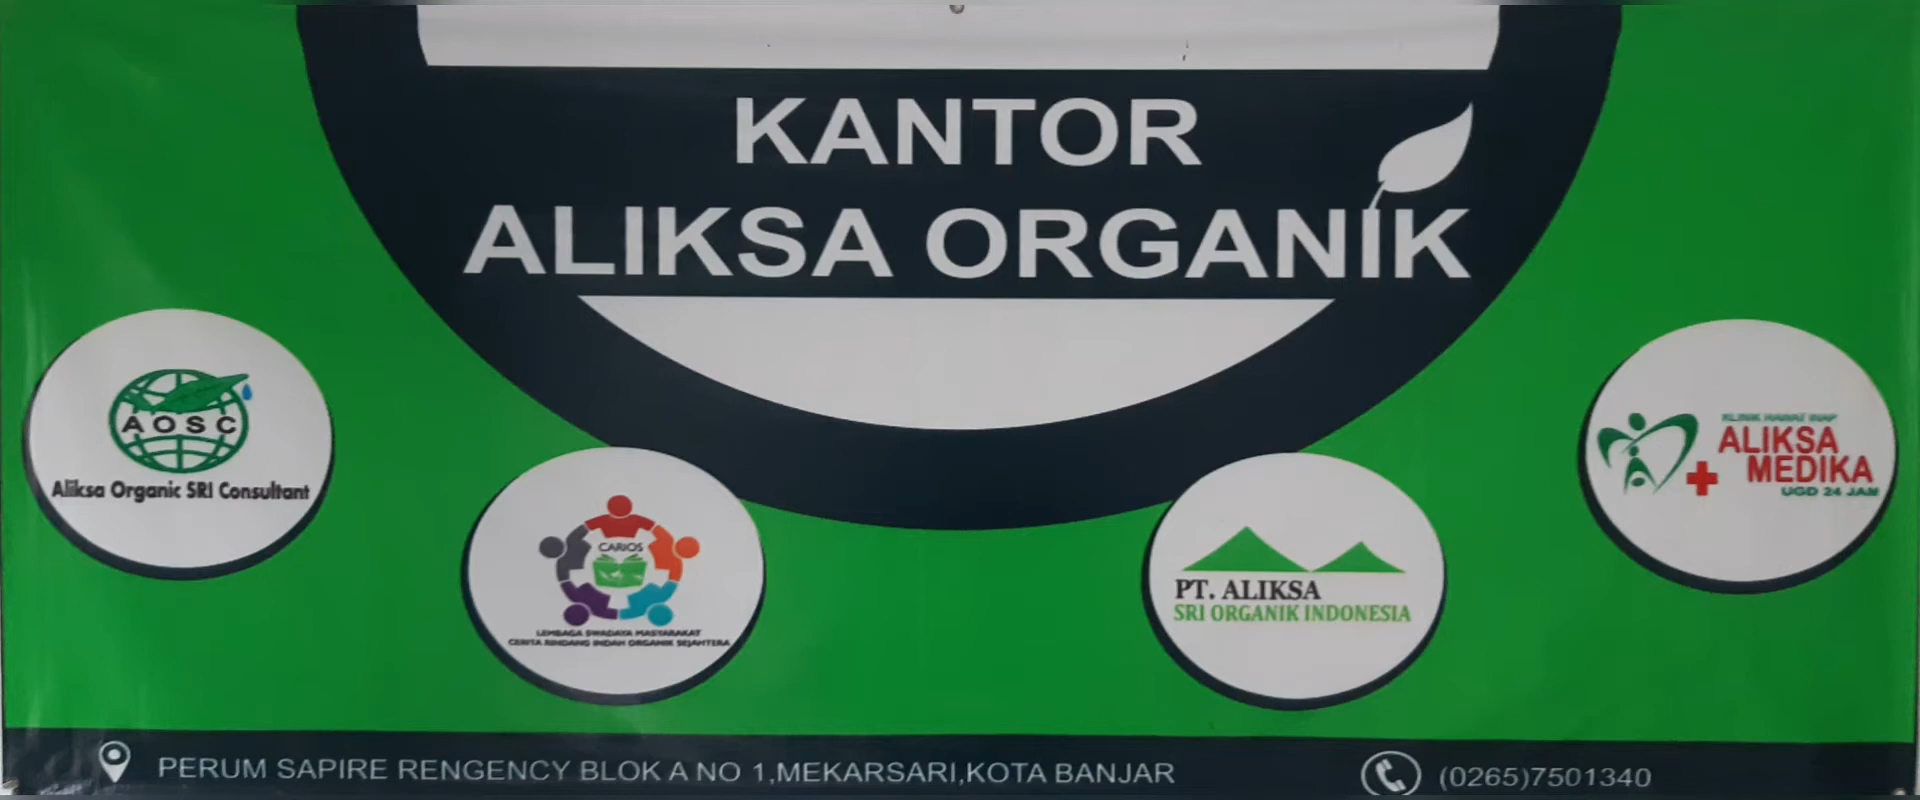 KANTOR
ALIKSA ORGANIK
AOSC
Aliksa Organic SRI Consultant
CARIOS
LEMBAGA SWADAYA MASYARAKAT
CERITA RINDANG INDAH ORGANIK SEJAHTERA
PT. ALIKSA
SRI ORGANIK INDONESIA
KLINIK RAWAT INAP
ALIKSA
MEDIKA
UGD 24 JAM
PERUM SAPIRE RENGENCY BLOK A NO 1,MEKARSARI,KOTA BANJAR
(0265)7501340